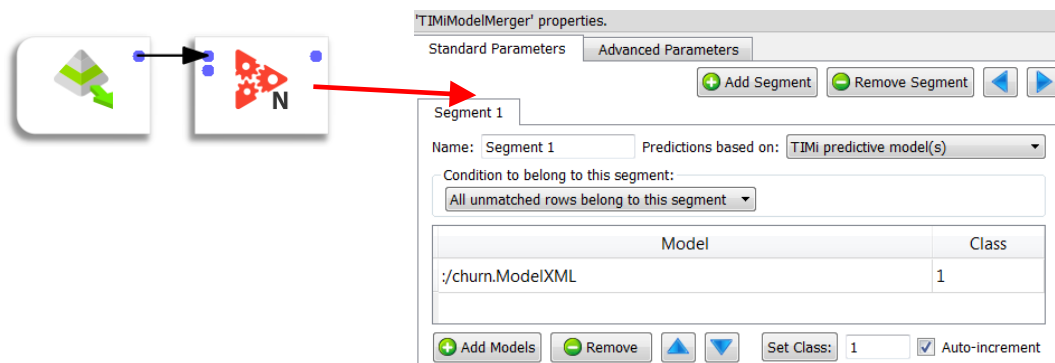 'TIMiModelMerger' properties.
Standard Parameters Advanced Parameters
Add Segment Remove Segment
Segment 1
Name: Segment 1 Predictions based on: TIMi predictive model(s)
Condition to belong to this segment:
All unmatched rows belong to this segment
Model Class
:/churn.ModelXML 1
Add Models Remove Set Class: 1 Auto-increment
N